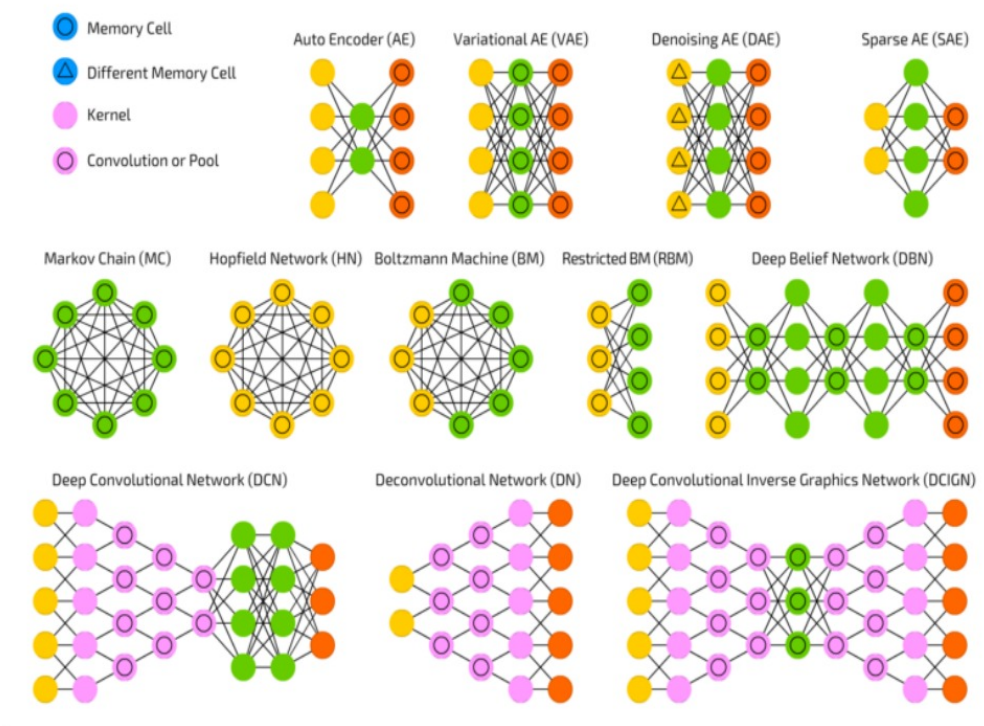 Memory Cell
Different Memory Cell
Kernel
Convolution or Pool
Auto Encoder (AE)
Variational AE (VAE)
Denoising AE (DAE)
Sparse AE (SAE)
Markov Chain (MC)
Hopfield Network (HN)
Boltzmann Machine (BM)
Restricted BM (RBM)
Deep Belief Network (DBN)
Deep Convolutional Network (DCN)
Deconvolutional Network (DN)
Deep Convolutional Inverse Graphics Network (DCIGN)